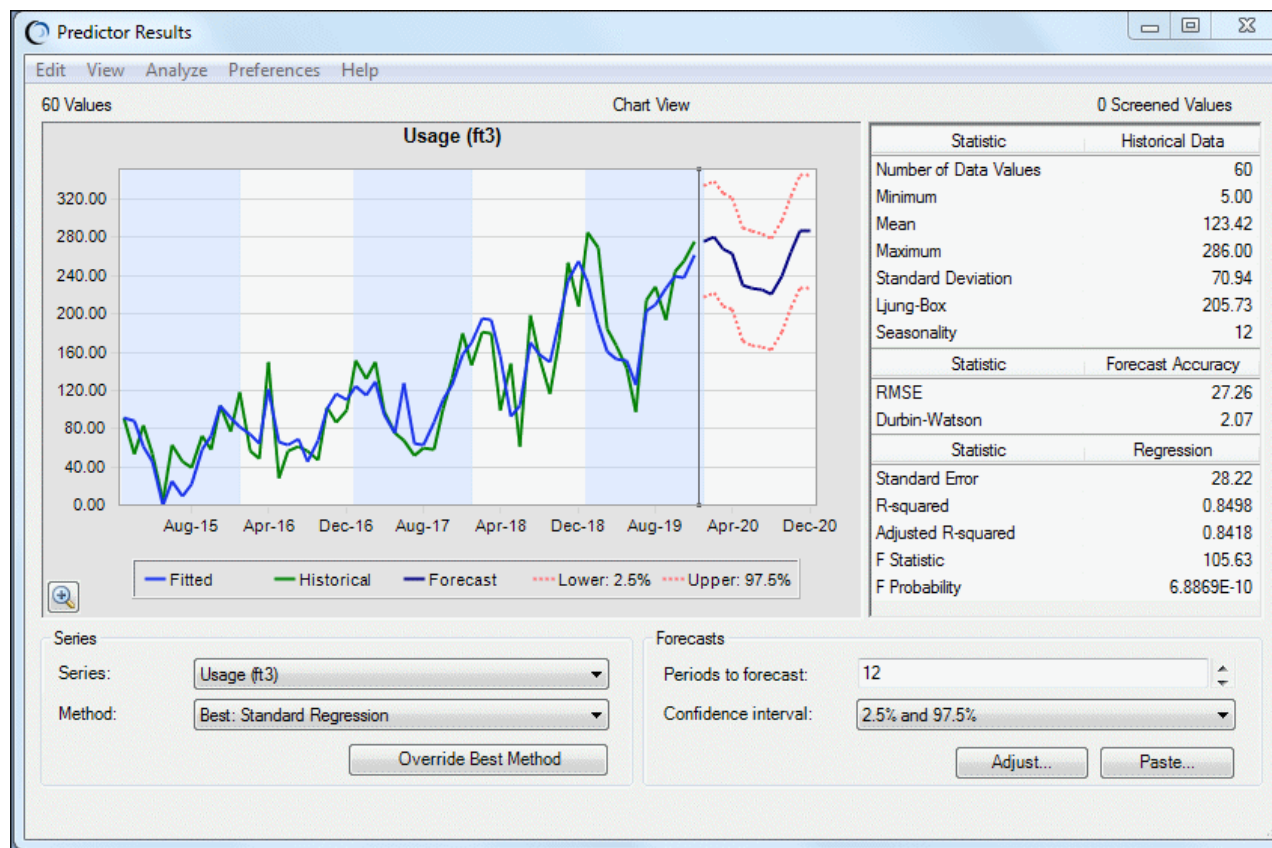 Predictor Results
Edit View Analyze Preferences Help
60 Values Chart View 0 Screened Values
Usage (ft3)
320.00
280.00
240.00
200.00
160.00
120.00
80.00
40.00
0.00
Aug-15 Apr-16 Dec-16 Aug-17 Apr-18 Dec-18 Aug-19 Apr-20 Dec-20
Fitted Historical Forecast Lower: 2.5% Upper: 97.5%
Statistic Historical Data
Number of Data Values 60
Minimum 5.00
Mean 123.42
Maximum 286.00
Standard Deviation 70.94
Ljung-Box 205.73
Seasonality 12
Statistic Forecast Accuracy
RMSE 27.26
Durbin-Watson 2.07
Statistic Regression
Standard Error 28.22
R-squared 0.8498
Adjusted R-squared 0.8418
F Statistic 105.63
F Probability 6.8869E-10
Series
Series: Usage (ft3)
Method: Best: Standard Regression
Override Best Method
Forecasts
Periods to forecast: 12
Confidence interval: 2.5% and 97.5%
Adjust... Paste...